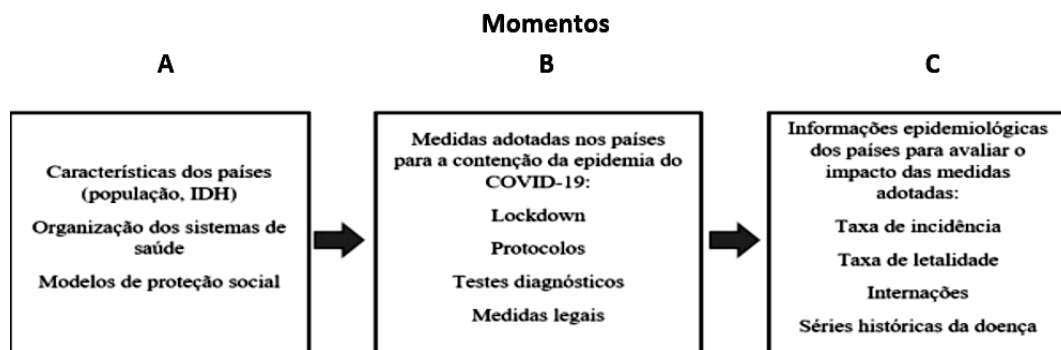 Momentos
A
B
C
Características dos países
(população, IDH)
Organização dos sistemas de
saúde
Modelos de proteção social
Medidas adotadas nos países
para a contenção da epidemia do
COVID-19:
Lockdown
Protocolos
Testes diagnósticos
Medidas legais
Informações epidemiológicas
dos países para avaliar o
impacto das medidas
adotadas:
Taxa de incidência
Taxa de letalidade
Internações
Séries históricas da doença